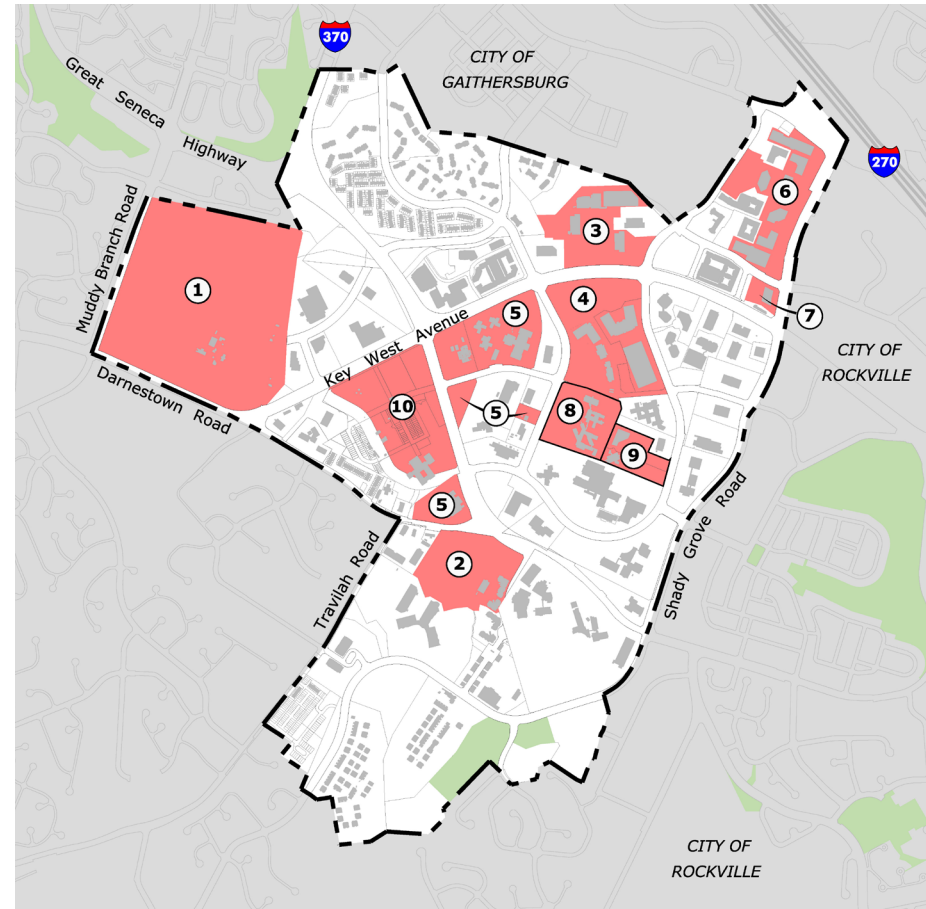 370
CITY OF
GAITHERSBURG
Great Seneca
Highway
270
6
Muddy Branch Road
3
1
4
5
7
Key West Avenue
CITY OF
ROCKVILLE
Darnestown Road
10
8
5
9
5
Shady Grove Road
Travilah Road
2
CITY OF
ROCKVILLE